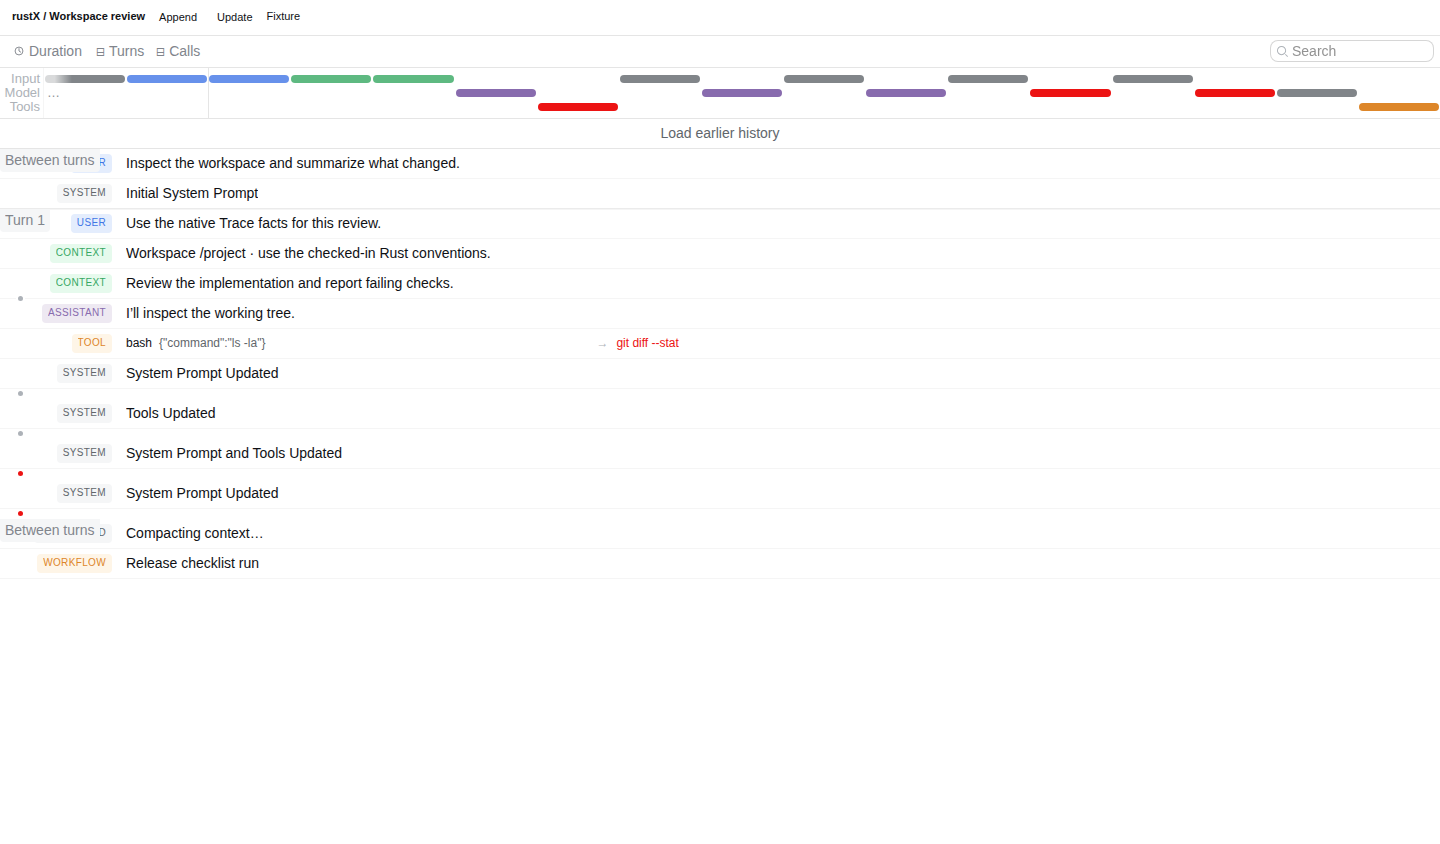 rustX / Workspace review Append Update Fixture
Duration Turns Calls Search
Input
Model …
Tools
Load earlier history
Between turns R Inspect the workspace and summarize what changed.
SYSTEM Initial System Prompt
Turn 1 USER Use the native Trace facts for this review.
CONTEXT Workspace /project · use the checked-in Rust conventions.
CONTEXT Review the implementation and report failing checks.
ASSISTANT I'll inspect the working tree.
TOOL bash {"command":"ls -la"} → git diff --stat
SYSTEM System Prompt Updated
SYSTEM Tools Updated
SYSTEM System Prompt and Tools Updated
SYSTEM System Prompt Updated
Between turns D Compacting context…
WORKFLOW Release checklist run